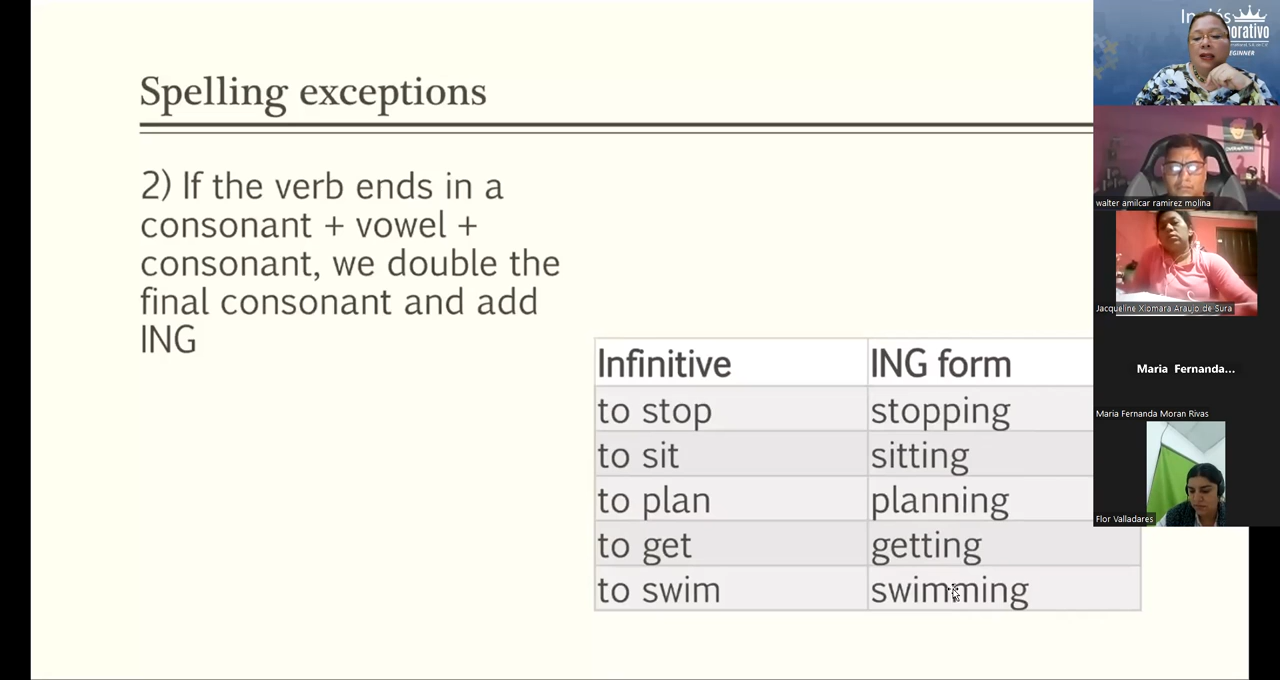 Spelling exceptions
2) If the verb ends in a
consonant + vowel +
consonant, we double the
final consonant and add
ING
Infinitive ING form
to stop stopping
to sit sitting
to plan planning
to get getting
to swim swimming
orativo
walter amilcar ramirez molina
Jacqueline Xiomara Araujo de Sura
Maria Fernanda...
Maria Fernanda Moran Rivas
Flor Valladares